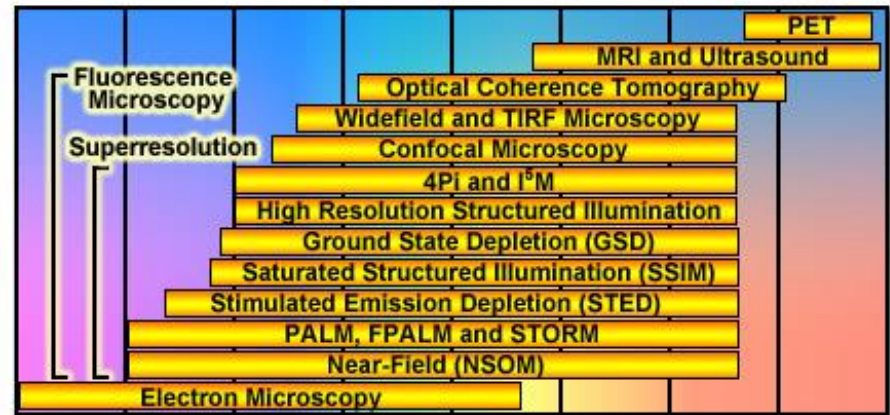 PET
MRI and Ultrasound
Fluorescence
Microscopy
Optical Coherence Tomography
Widefield and TIRF Microscopy
Superresolution
Confocal Microscopy
4Pi and I⁵M
High Resolution Structured Illumination
Ground State Depletion (GSD)
Saturated Structured Illumination (SSIM)
Stimulated Emission Depletion (STED)
PALM, FPALM and STORM
Near-Field (NSOM)
Electron Microscopy